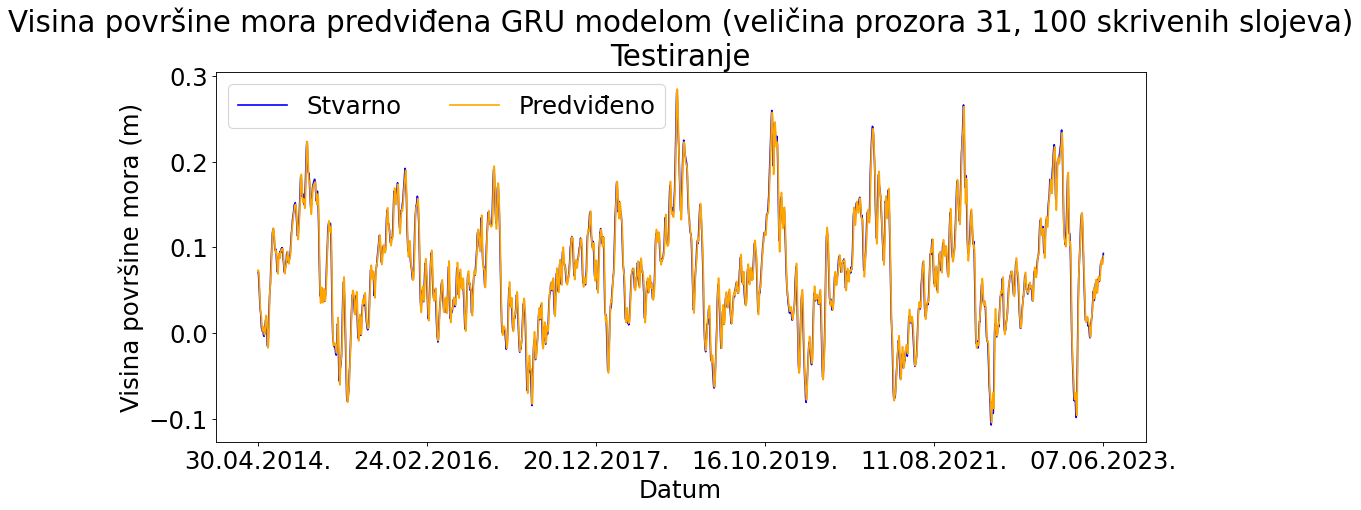 Visina površine mora predviđena GRU modelom (veličina prozora 31, 100 skrivenih slojeva)
Testiranje
Stvarno
Predviđeno
Visina površine mora (m)
0.3
0.2
0.1
0.0
−0.1
30.04.2014.
24.02.2016.
20.12.2017.
16.10.2019.
11.08.2021.
07.06.2023.
Datum